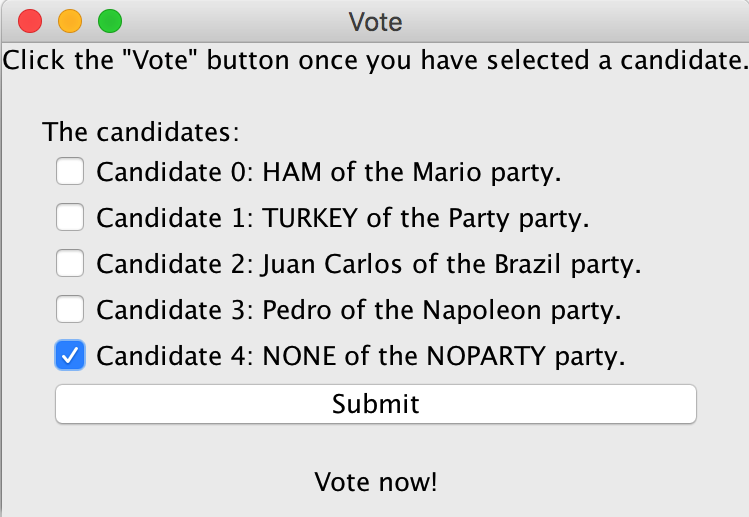 Vote
Click the "Vote" button once you have selected a candidate.
The candidates:
Candidate 0: HAM of the Mario party.
Candidate 1: TURKEY of the Party party.
Candidate 2: Juan Carlos of the Brazil party.
Candidate 3: Pedro of the Napoleon party.
Candidate 4: NONE of the NOPARTY party.
Submit
Vote now!